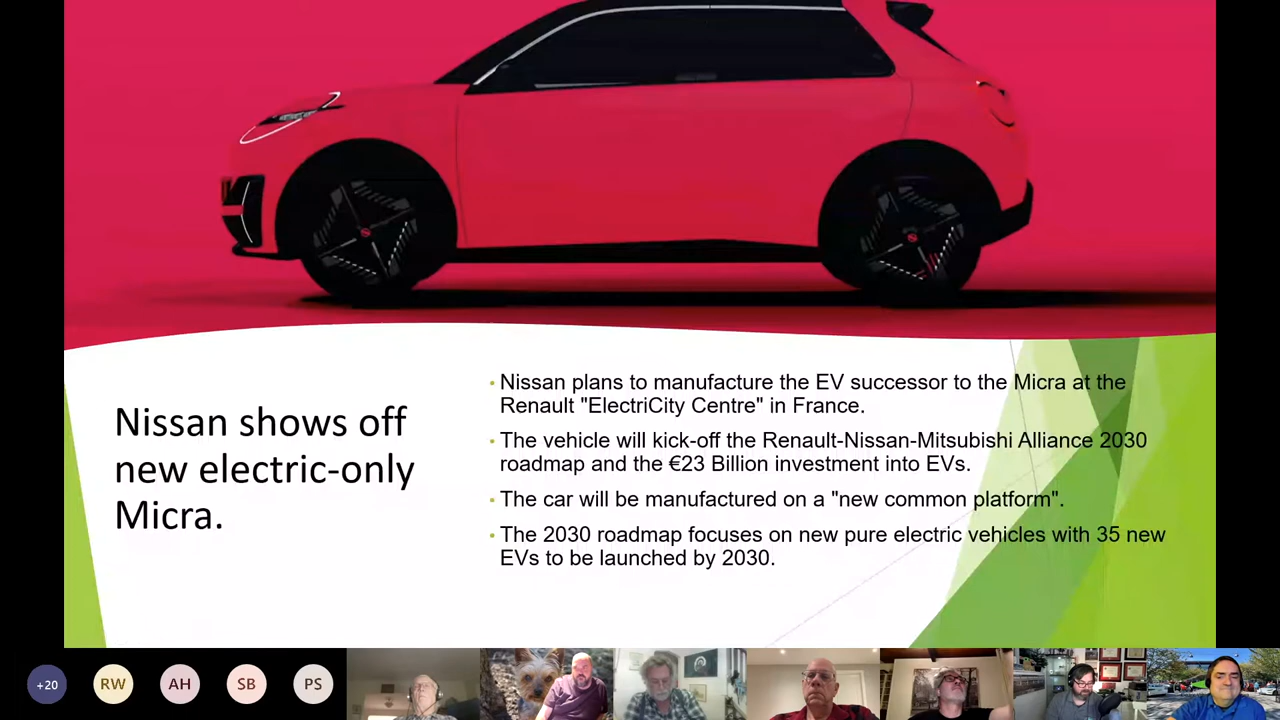 Nissan shows off
new electric-only
Micra.
• Nissan plans to manufacture the EV successor to the Micra at the
Renault "ElectriCity Centre" in France.
• The vehicle will kick-off the Renault-Nissan-Mitsubishi Alliance 2030
roadmap and the €23 Billion investment into EVs.
• The car will be manufactured on a "new common platform".
• The 2030 roadmap focuses on new pure electric vehicles with 35 new
EVs to be launched by 2030.
+20
RW
AH
SB
PS